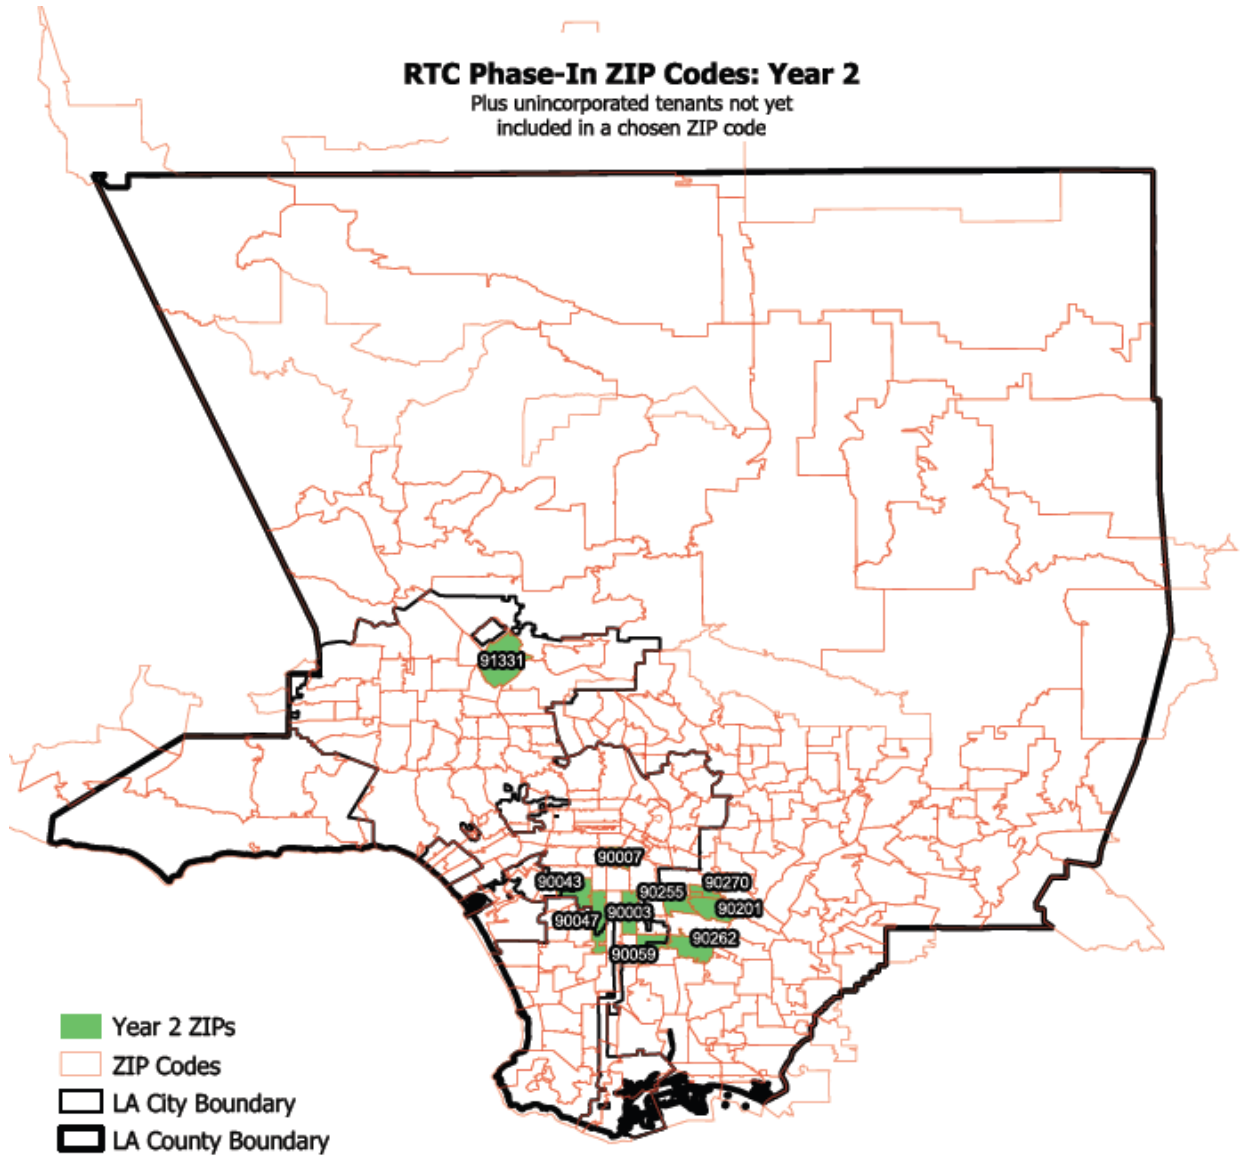 RTC Phase-In ZIP Codes: Year 2
Plus unincorporated tenants not yet
included in a chosen ZIP code
91331
90007
90043
90255
90270
90047
90003
90201
90262
90059
Year 2 ZIPs
ZIP Codes
LA City Boundary
LA County Boundary